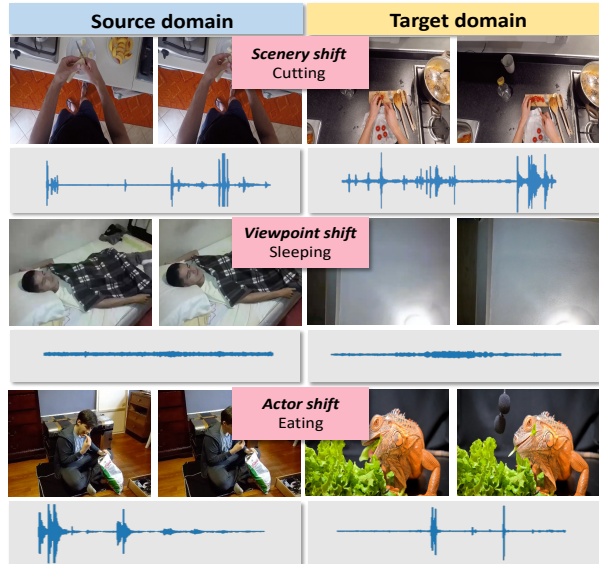 Source domain
Target domain
Scenery shift
Cutting
Viewpoint shift
Sleeping
Actor shift
Eating